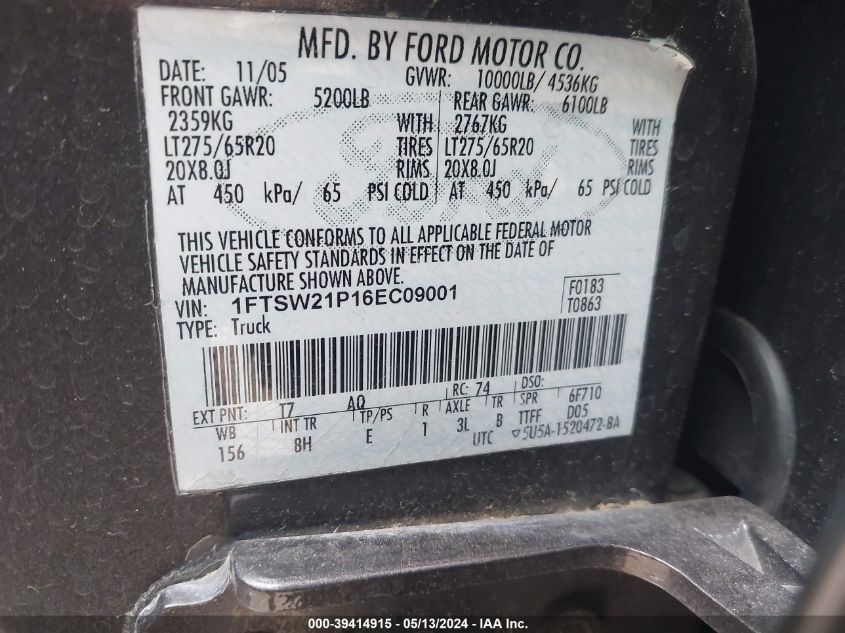 MFD. BY FORD MOTOR CO.
DATE: 11/05 GVWR: 10000LB/ 4536KG
FRONT GAWR: 5200LB REAR GAWR: 6100LB
2359KG WITH 2767KG WITH
LT275/65R20 TIRES LT275/65R20 TIRES
20X8.0J RIMS 20X8.0J RIMS
AT 450 kPa/ 65 PSI COLD AT 450 kPa/ 65 PSI COLD
THIS VEHICLE CONFORMS TO ALL APPLICABLE FEDERAL MOTOR
VEHICLE SAFETY STANDARDS IN EFFECT ON THE DATE OF
MANUFACTURE SHOWN ABOVE.
VIN: 1FTSW21P16EC09001 F0183
TYPE: Truck T0863
EXT PNT: T7 AQ RC: 74 DSO:
WB INT TR TP/PS R AXLE TR SPR 6F710
156 8H E 1 3L B TTFF D05
UTC ▽5U5A-1520472-BA
000-39414915 - 05/13/2024 - IAA Inc.